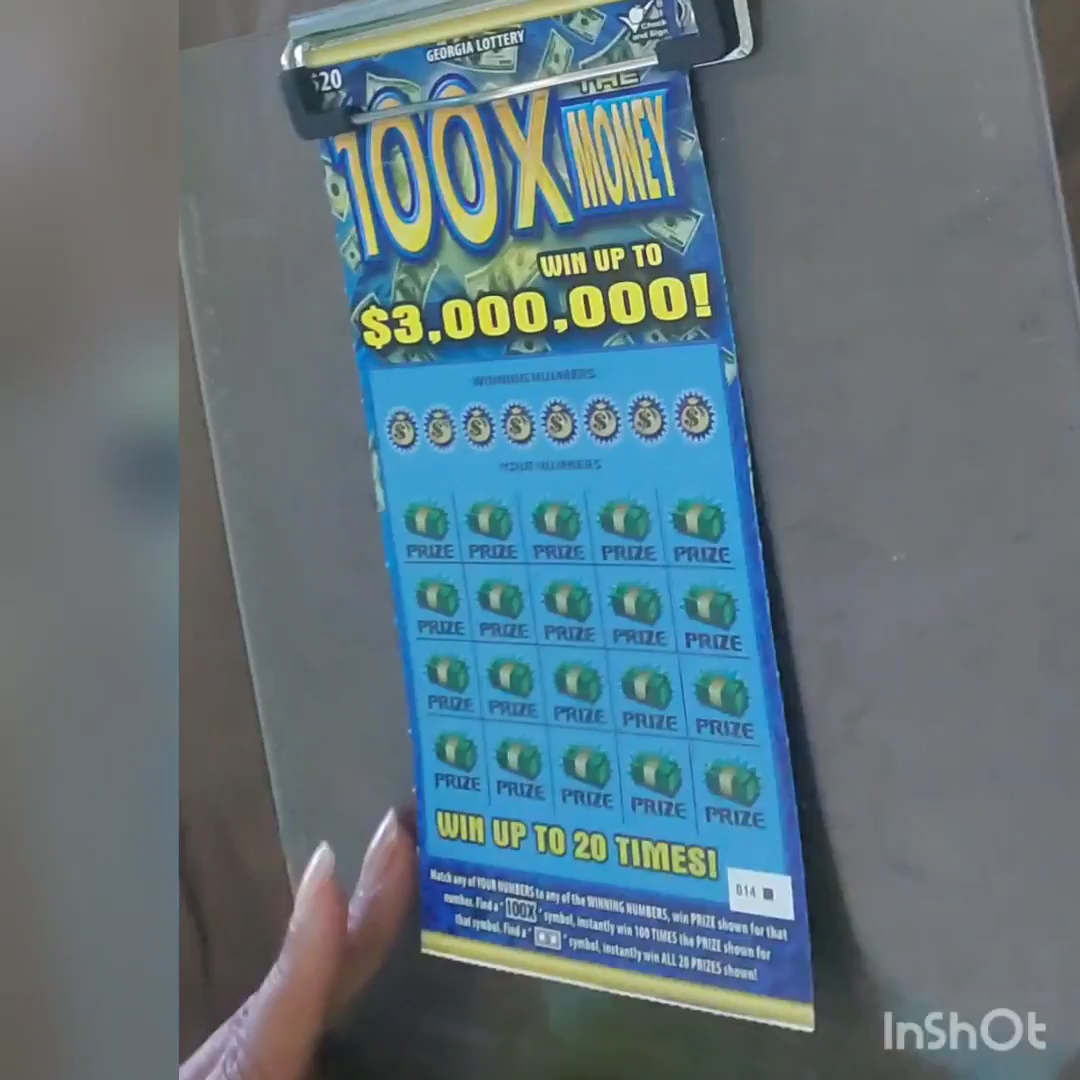 GEORGIA LOTTERY
Check
and Sign
$20
100X
THE
MONEY
WIN UP TO
$3,000,000!
WINNING NUMBERS
YOUR NUMBERS
PRIZE PRIZE PRIZE PRIZE PRIZE
PRIZE PRIZE PRIZE PRIZE PRIZE
PRIZE PRIZE PRIZE PRIZE PRIZE
PRIZE PRIZE PRIZE PRIZE PRIZE
WIN UP TO 20 TIMES!
014
Match any of YOUR NUMBERS to any of the WINNING NUMBERS, win PRIZE shown for that
number. Find a "100X" symbol, instantly win 100 TIMES the PRIZE shown for
that symbol. Find a " " symbol, instantly win ALL 20 PRIZES shown!
InShOt